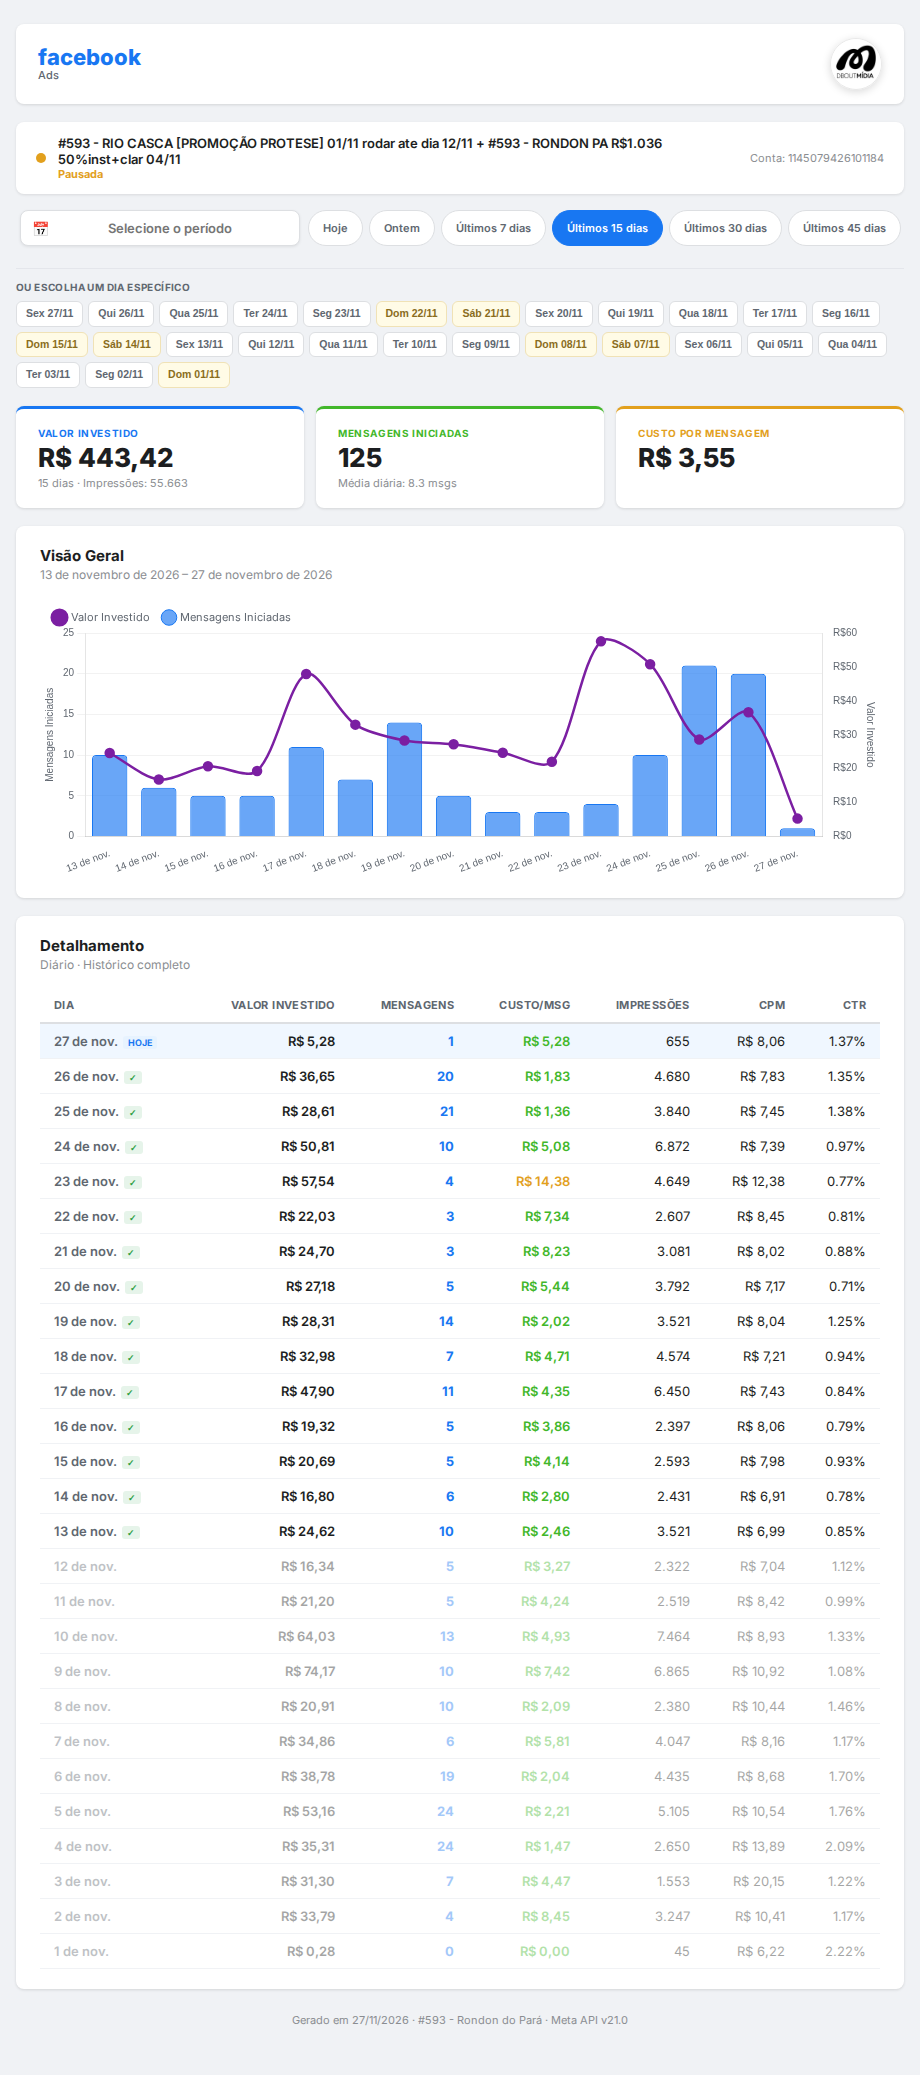 facebook
Ads
DBOUTMÍDIA
#593 - RIO CASCA [PROMOÇÃO PROTESE] 01/11 rodar ate dia 12/11 + #593 - RONDON PA R$1.036
50%inst+clar 04/11
Pausada
Conta: 1145079426101184
📅 Selecione o período Hoje Ontem Últimos 7 dias Últimos 15 dias Últimos 30 dias Últimos 45 dias
OU ESCOLHA UM DIA ESPECÍFICO
Sex 27/11 Qui 26/11 Qua 25/11 Ter 24/11 Seg 23/11 Dom 22/11 Sáb 21/11 Sex 20/11 Qui 19/11 Qua 18/11 Ter 17/11 Seg 16/11
Dom 15/11 Sáb 14/11 Sex 13/11 Qui 12/11 Qua 11/11 Ter 10/11 Seg 09/11 Dom 08/11 Sáb 07/11 Sex 06/11 Qui 05/11 Qua 04/11
Ter 03/11 Seg 02/11 Dom 01/11
VALOR INVESTIDO
R$ 443,42
15 dias · Impressões: 55.663
MENSAGENS INICIADAS
125
Média diária: 8.3 msgs
CUSTO POR MENSAGEM
R$ 3,55
Visão Geral
13 de novembro de 2026 – 27 de novembro de 2026
Valor Investido Mensagens Iniciadas
Mensagens Iniciadas
25
20
15
10
5
0
R$60
R$50
R$40
R$30
R$20
R$10
R$0
Valor Investido
13 de nov. 14 de nov. 15 de nov. 16 de nov. 17 de nov. 18 de nov. 19 de nov. 20 de nov. 21 de nov. 22 de nov. 23 de nov. 24 de nov. 25 de nov. 26 de nov. 27 de nov.
Detalhamento
Diário · Histórico completo
DIA VALOR INVESTIDO MENSAGENS CUSTO/MSG IMPRESSÕES CPM CTR
27 de nov. HOJE R$ 5,28 1 R$ 5,28 655 R$ 8,06 1.37%
26 de nov. ✓ R$ 36,65 20 R$ 1,83 4.680 R$ 7,83 1.35%
25 de nov. ✓ R$ 28,61 21 R$ 1,36 3.840 R$ 7,45 1.38%
24 de nov. ✓ R$ 50,81 10 R$ 5,08 6.872 R$ 7,39 0.97%
23 de nov. ✓ R$ 57,54 4 R$ 14,38 4.649 R$ 12,38 0.77%
22 de nov. ✓ R$ 22,03 3 R$ 7,34 2.607 R$ 8,45 0.81%
21 de nov. ✓ R$ 24,70 3 R$ 8,23 3.081 R$ 8,02 0.88%
20 de nov. ✓ R$ 27,18 5 R$ 5,44 3.792 R$ 7,17 0.71%
19 de nov. ✓ R$ 28,31 14 R$ 2,02 3.521 R$ 8,04 1.25%
18 de nov. ✓ R$ 32,98 7 R$ 4,71 4.574 R$ 7,21 0.94%
17 de nov. ✓ R$ 47,90 11 R$ 4,35 6.450 R$ 7,43 0.84%
16 de nov. ✓ R$ 19,32 5 R$ 3,86 2.397 R$ 8,06 0.79%
15 de nov. ✓ R$ 20,69 5 R$ 4,14 2.593 R$ 7,98 0.93%
14 de nov. ✓ R$ 16,80 6 R$ 2,80 2.431 R$ 6,91 0.78%
13 de nov. ✓ R$ 24,62 10 R$ 2,46 3.521 R$ 6,99 0.85%
12 de nov. R$ 16,34 5 R$ 3,27 2.322 R$ 7,04 1.12%
11 de nov. R$ 21,20 5 R$ 4,24 2.519 R$ 8,42 0.99%
10 de nov. R$ 64,03 13 R$ 4,93 7.464 R$ 8,93 1.33%
9 de nov. R$ 74,17 10 R$ 7,42 6.865 R$ 10,92 1.08%
8 de nov. R$ 20,91 10 R$ 2,09 2.380 R$ 10,44 1.46%
7 de nov. R$ 34,86 6 R$ 5,81 4.047 R$ 8,16 1.17%
6 de nov. R$ 38,78 19 R$ 2,04 4.435 R$ 8,68 1.70%
5 de nov. R$ 53,16 24 R$ 2,21 5.105 R$ 10,54 1.76%
4 de nov. R$ 35,31 24 R$ 1,47 2.650 R$ 13,89 2.09%
3 de nov. R$ 31,30 7 R$ 4,47 1.553 R$ 20,15 1.22%
2 de nov. R$ 33,79 4 R$ 8,45 3.247 R$ 10,41 1.17%
1 de nov. R$ 0,28 0 R$ 0,00 45 R$ 6,22 2.22%
Gerado em 27/11/2026 · #593 - Rondon do Pará · Meta API v21.0